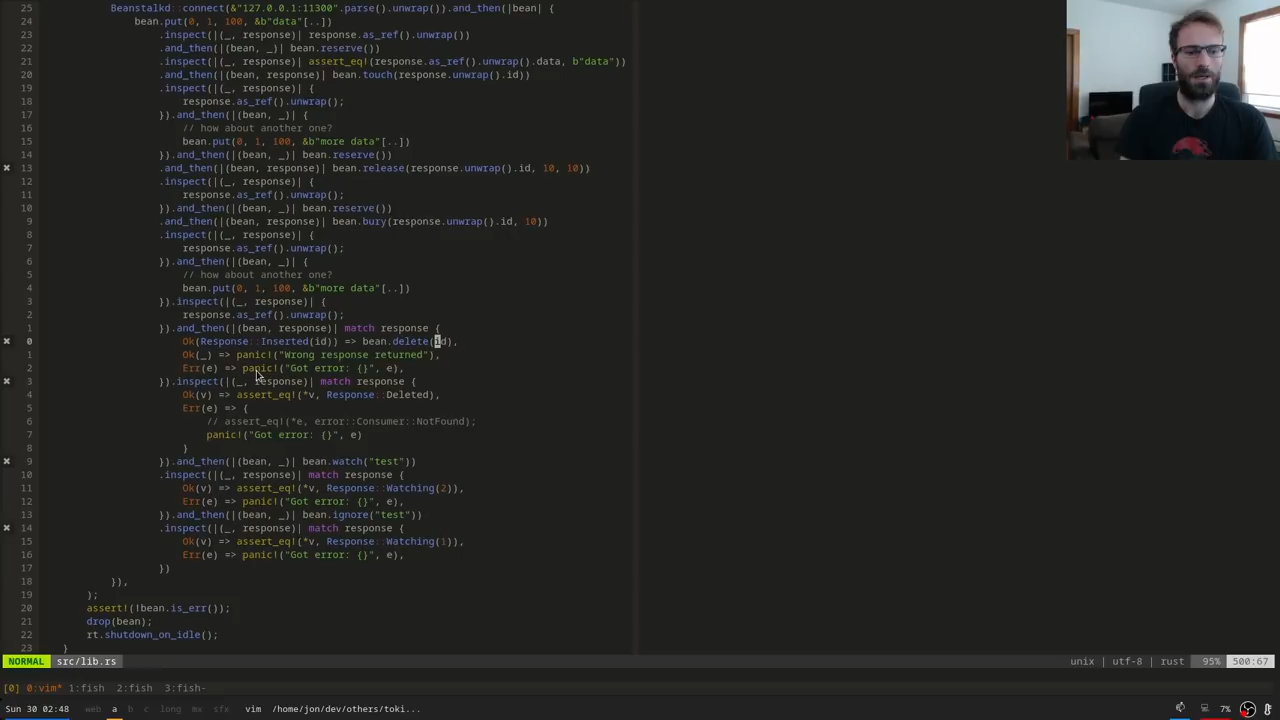 25 Beanstalkd::connect(&"127.0.0.1:11300".parse().unwrap()).and_then(|bean| {
24 bean.put(0, 1, 100, &b"data"[..])
23 .inspect(|(_, response)| response.as_ref().unwrap())
22 .and_then(|(bean, _)| bean.reserve())
21 .inspect(|(_, response)| assert_eq!(response.as_ref().unwrap().data, b"data"))
20 .and_then(|(bean, response)| bean.touch(response.unwrap().id))
19 .inspect(|(_, response)| {
18 response.as_ref().unwrap();
17 }).and_then(|(bean, _)| {
16 // how about another one?
15 bean.put(0, 1, 100, &b"more data"[..])
14 }).and_then(|(bean, _)| bean.reserve())
✖ 13 .and_then(|(bean, response)| bean.release(response.unwrap().id, 10, 10))
12 .inspect(|(_, response)| {
11 response.as_ref().unwrap();
10 }).and_then(|(bean, _)| bean.reserve())
9 .and_then(|(bean, response)| bean.bury(response.unwrap().id, 10))
8 .inspect(|(_, response)| {
7 response.as_ref().unwrap();
6 }).and_then(|(bean, _)| {
5 // how about another one?
4 bean.put(0, 1, 100, &b"more data"[..])
3 }).inspect(|(_, response)| {
2 response.as_ref().unwrap();
1 }).and_then(|(bean, response)| match response {
✖ 0 Ok(Response::Inserted(id)) => bean.delete(id),
1 Ok(_) => panic!("Wrong response returned"),
2 Err(e) => panic!("Got error: {}", e),
✖ 3 }).inspect(|(_, response)| match response {
4 Ok(v) => assert_eq!(*v, Response::Deleted),
5 Err(e) => {
6 // assert_eq!(*e, error::Consumer::NotFound);
7 panic!("Got error: {}", e)
8 }
✖ 9 }).and_then(|(bean, _)| bean.watch("test"))
10 .inspect(|(_, response)| match response {
11 Ok(v) => assert_eq!(*v, Response::Watching(2)),
12 Err(e) => panic!("Got error: {}", e),
13 }).and_then(|(bean, _)| bean.ignore("test"))
✖ 14 .inspect(|(_, response)| match response {
15 Ok(v) => assert_eq!(*v, Response::Watching(1)),
16 Err(e) => panic!("Got error: {}", e),
17 })
18 }),
19 );
20 assert!(!bean.is_err());
21 drop(bean);
22 rt.shutdown_on_idle();
23 }
NORMAL src/lib.rs unix | utf-8 | rust 95% 500:67
[0] 0:vim* 1:fish 2:fish 3:fish-
Sun 30 02:48 web a b c long mx sfx vim /home/jon/dev/others/toki... 7%